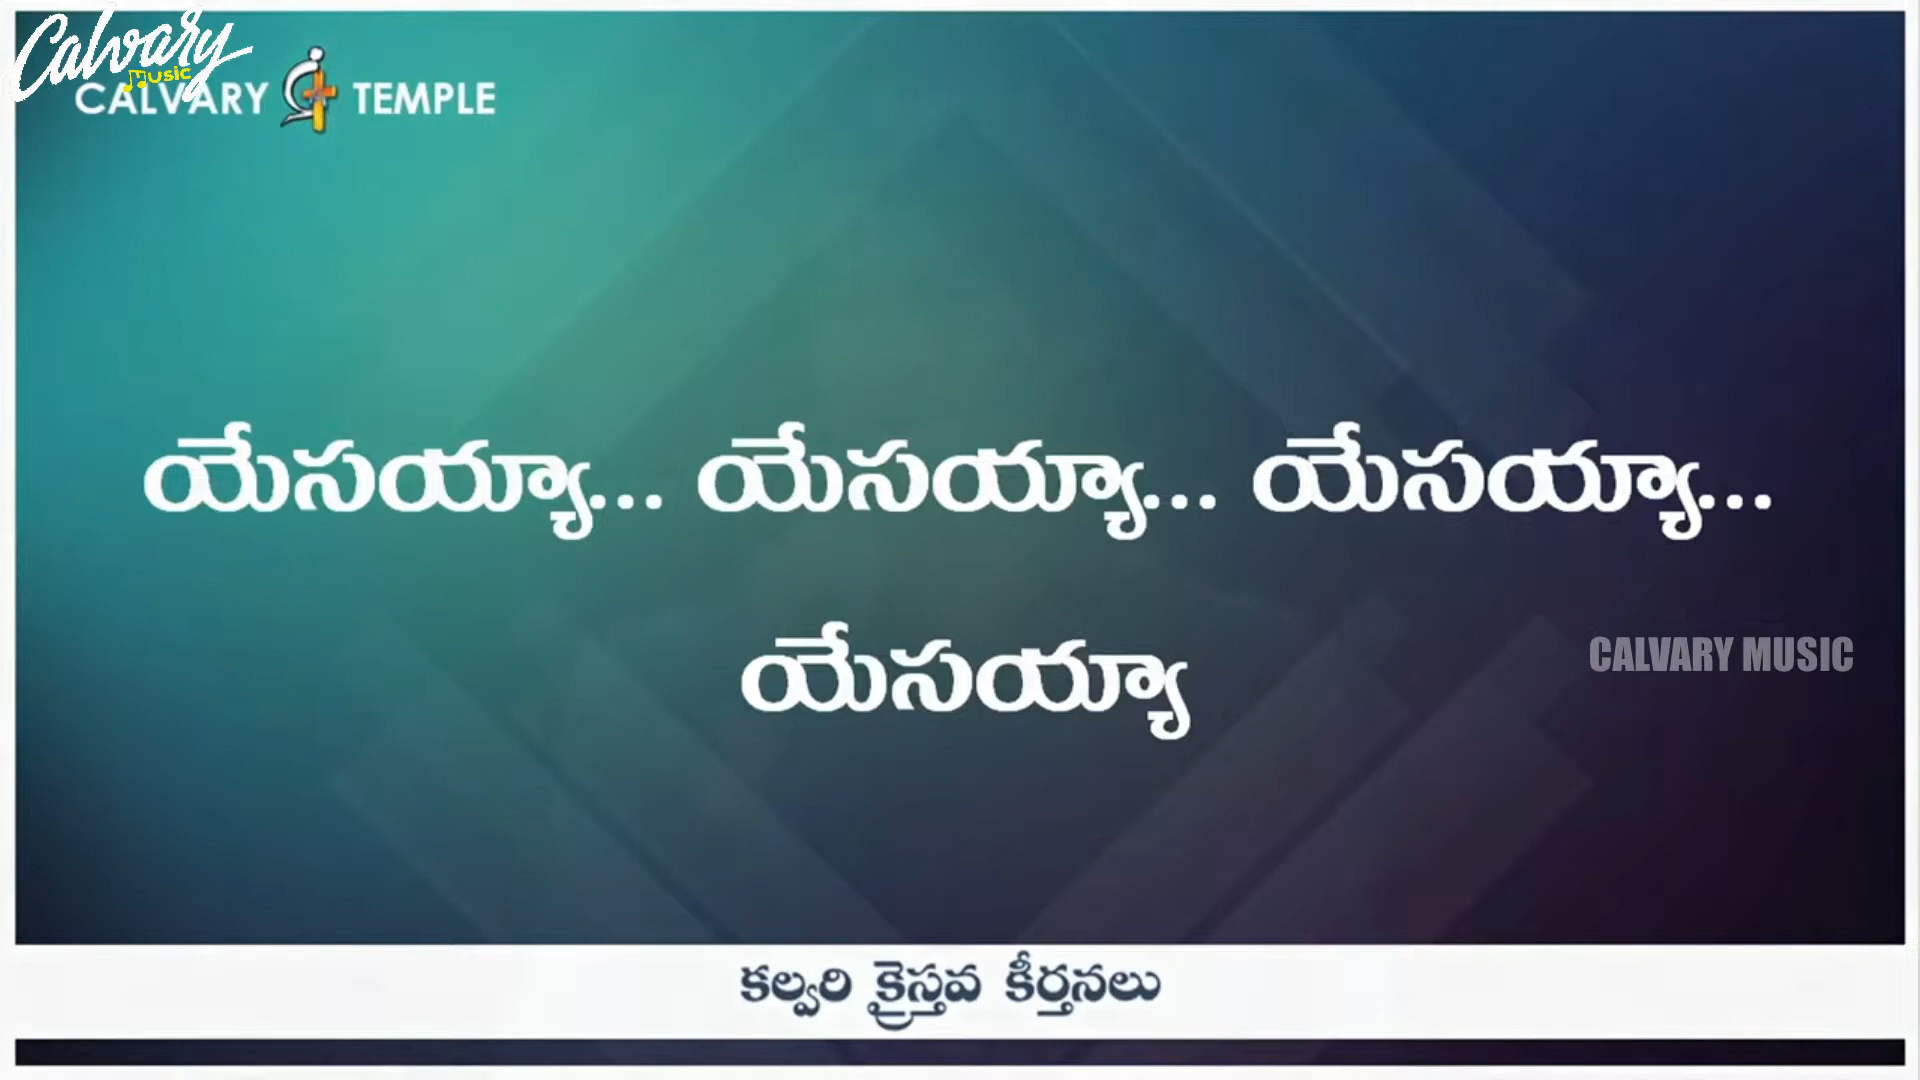 Calvary
Music
CALVARY TEMPLE
యేసయ్యా... యేసయ్యా... యేసయ్యా...
యేసయ్యా
CALVARY MUSIC
కల్వరి క్రైస్తవ కీర్తనలు